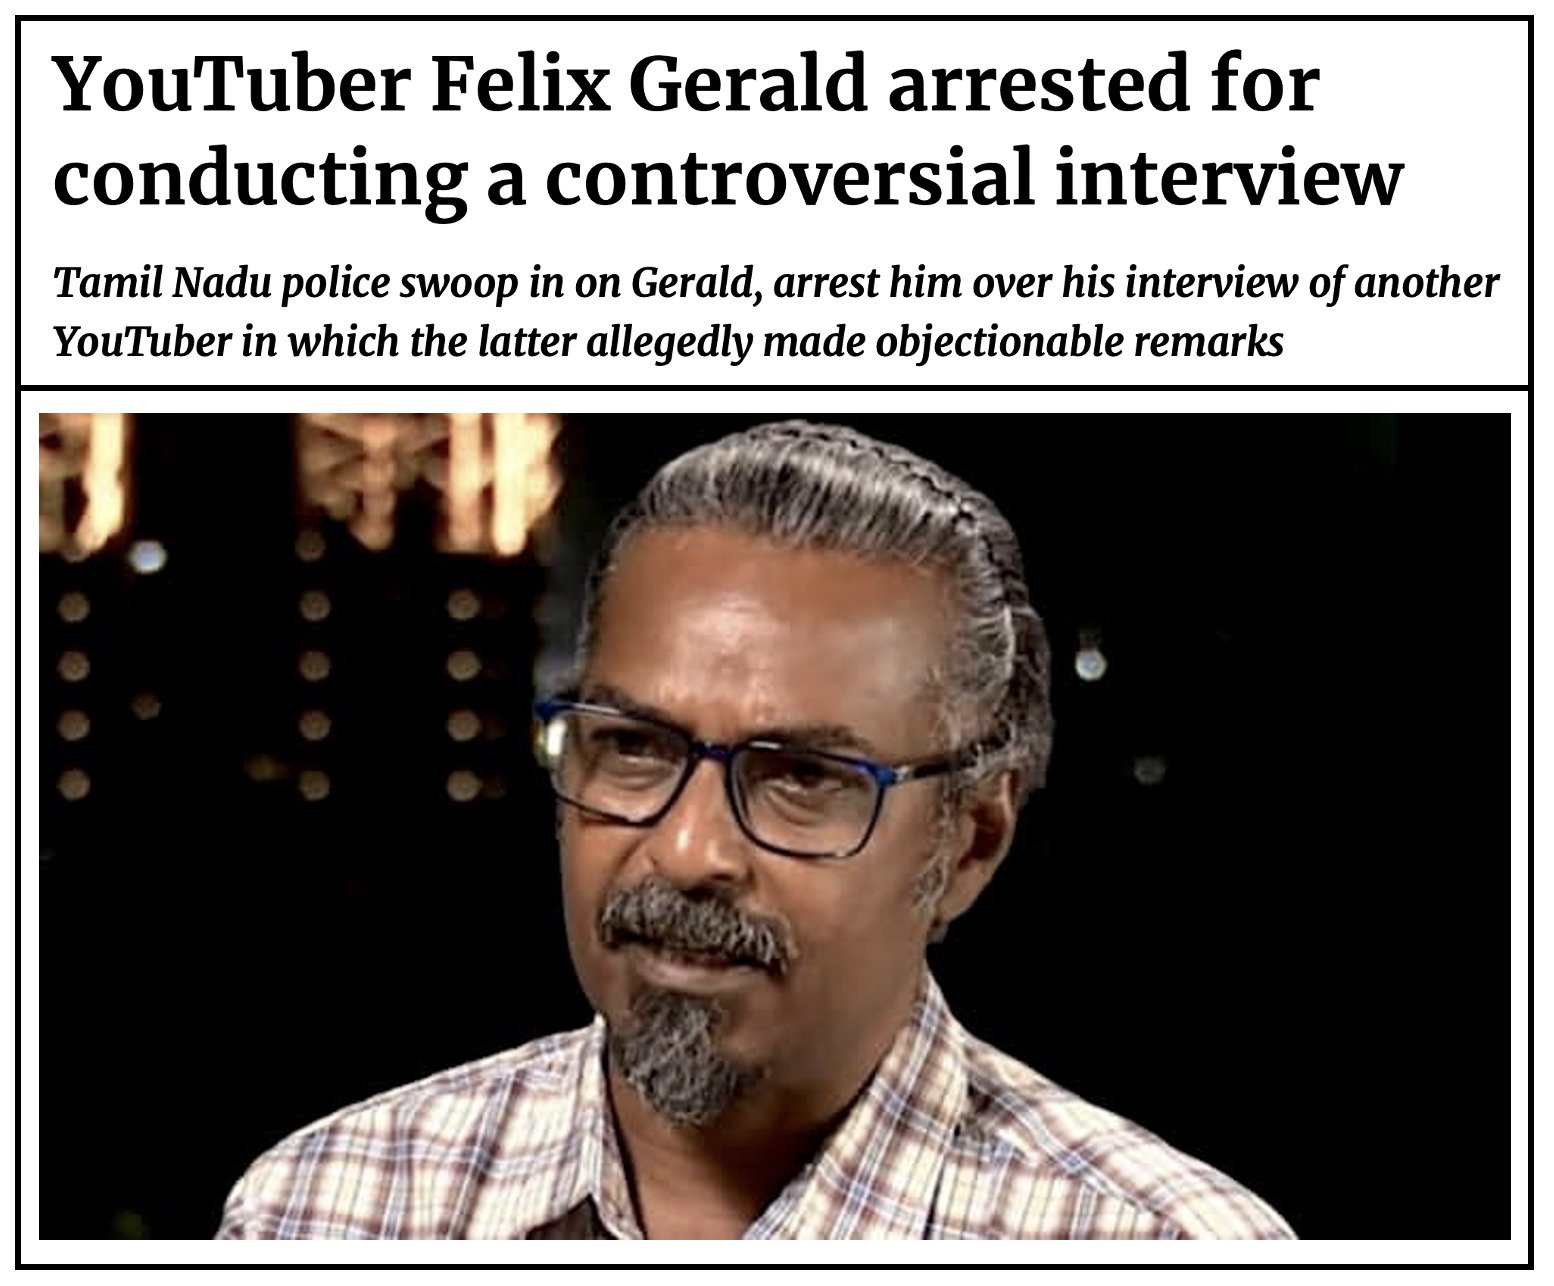 YouTuber Felix Gerald arrested for
conducting a controversial interview
Tamil Nadu police swoop in on Gerald, arrest him over his interview of another
YouTuber in which the latter allegedly made objectionable remarks